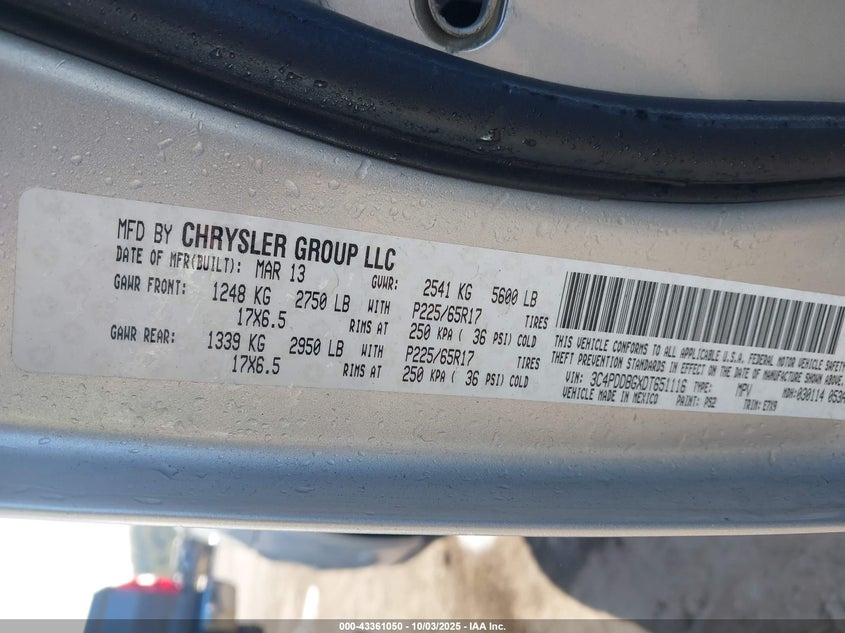 MFD BY CHRYSLER GROUP LLC
DATE OF MFR(BUILT): MAR 13
GVWR: 2541 KG 5600 LB
GAWR FRONT: 1248 KG 2750 LB WITH P225/65R17 TIRES
17X6.5 RIMS AT 250 KPA ( 36 PSI) COLD
GAWR REAR: 1339 KG 2950 LB WITH P225/65R17 TIRES
17X6.5 RIMS AT 250 KPA ( 36 PSI) COLD
THIS VEHICLE CONFORMS TO ALL APPLICABLE U.S.A. FEDERAL MOTOR VEHICLE SAFETY
THEFT PREVENTION STANDARDS IN EFFECT ON THE DATE OF MANUFACTURE SHOWN ABOVE.
VIN: 3C4PDDBGXDT651116 TYPE: MPV MDH: 030114 053A
VEHICLE MADE IN MEXICO PAINT: PS2 TRIM: E7X9
000-43361050 - 10/03/2025 - IAA Inc.